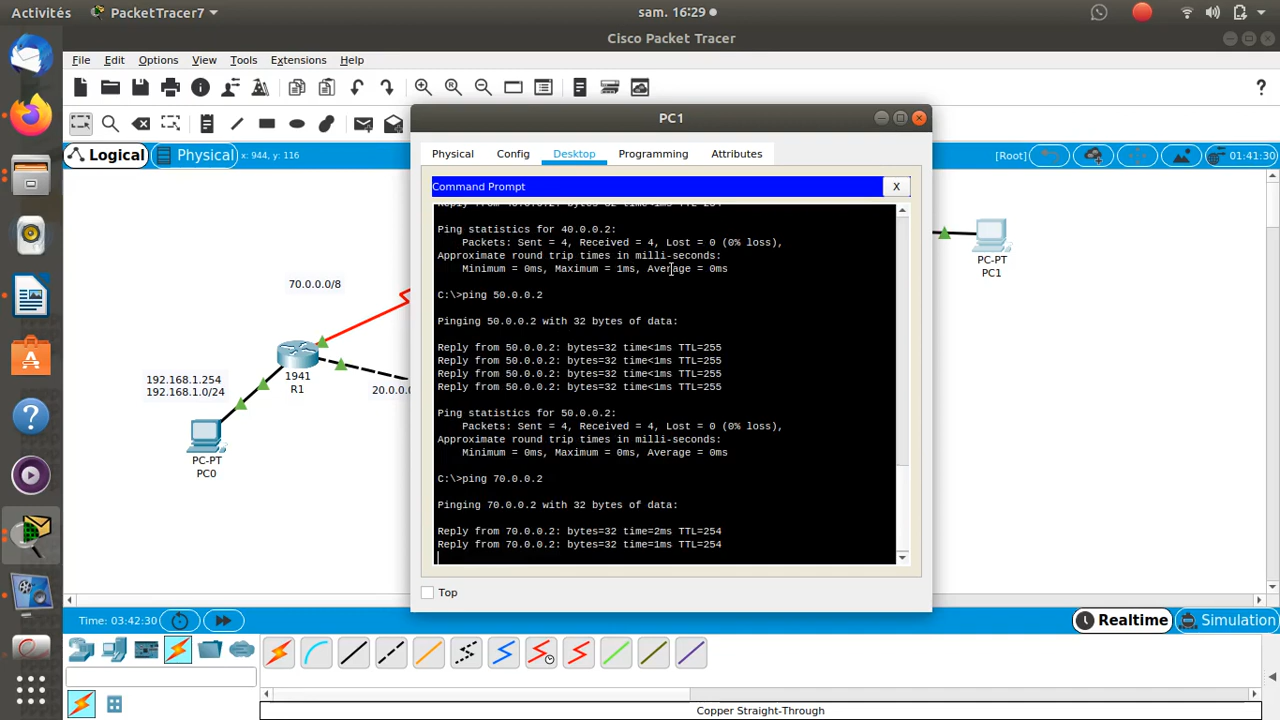 Activités
PacketTracer7
sam. 16:29
Cisco Packet Tracer
File Edit Options View Tools Extensions Help
?
PC1
Logical Physical x: 944, y: 116
[Root] 01:41:30
Physical Config Desktop Programming Attributes
Command Prompt X
Ping statistics for 40.0.0.2:
Packets: Sent = 4, Received = 4, Lost = 0 (0% loss),
Approximate round trip times in milli-seconds:
Minimum = 0ms, Maximum = 1ms, Average = 0ms
C:\>ping 50.0.0.2
Pinging 50.0.0.2 with 32 bytes of data:
Reply from 50.0.0.2: bytes=32 time<1ms TTL=255
Reply from 50.0.0.2: bytes=32 time<1ms TTL=255
Reply from 50.0.0.2: bytes=32 time<1ms TTL=255
Reply from 50.0.0.2: bytes=32 time<1ms TTL=255
Ping statistics for 50.0.0.2:
Packets: Sent = 4, Received = 4, Lost = 0 (0% loss),
Approximate round trip times in milli-seconds:
Minimum = 0ms, Maximum = 0ms, Average = 0ms
C:\>ping 70.0.0.2
Pinging 70.0.0.2 with 32 bytes of data:
Reply from 70.0.0.2: bytes=32 time=2ms TTL=254
Reply from 70.0.0.2: bytes=32 time=1ms TTL=254
Top
70.0.0.0/8
1941
R1
192.168.1.254
192.168.1.0/24
20.0.0.
PC-PT
PC0
PC-PT
PC1
Time: 03:42:30
Realtime Simulation
Copper Straight-Through